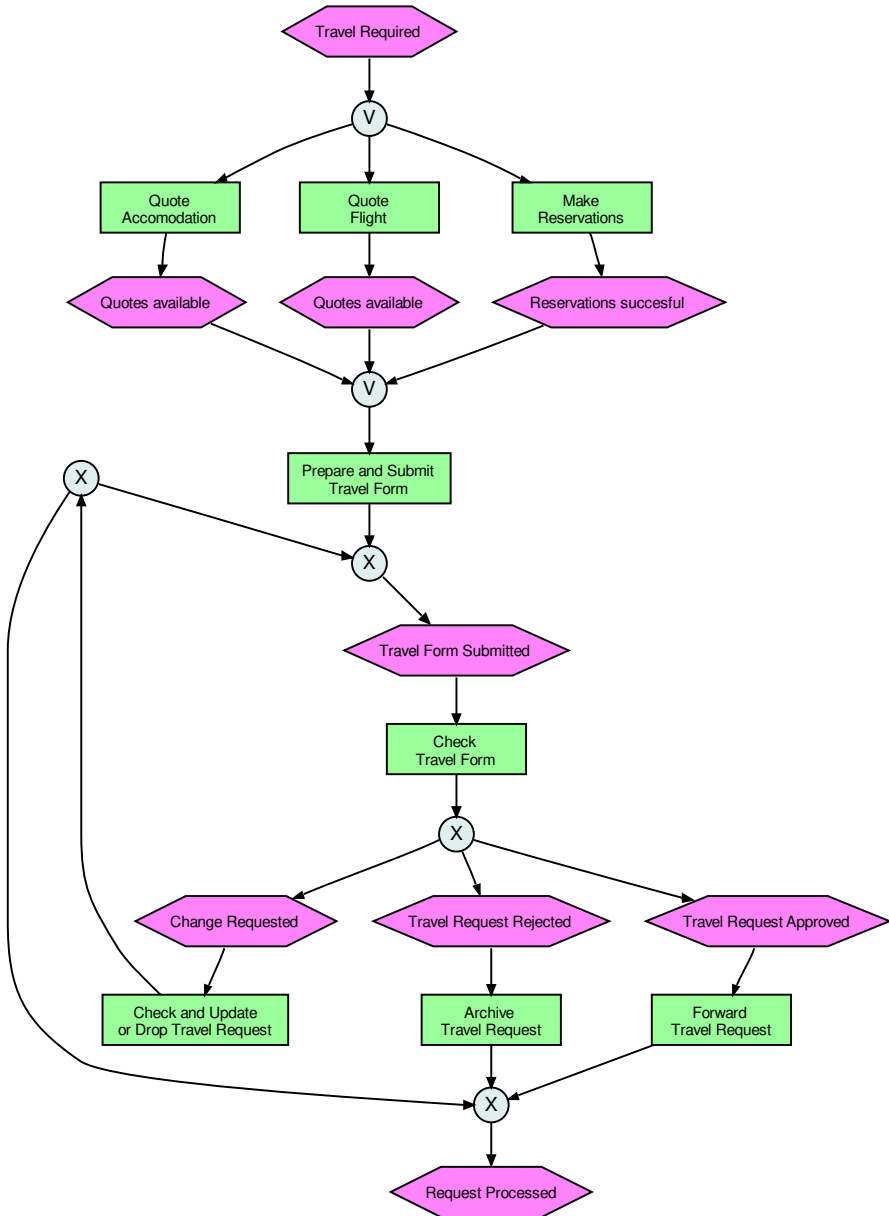 Travel Required
V
Quote
Accomodation
Quote
Flight
Make
Reservations
Quotes available
Quotes available
Reservations succesful
V
Prepare and Submit
Travel Form
X
X
Travel Form Submitted
Check
Travel Form
X
Change Requested
Travel Request Rejected
Travel Request Approved
Check and Update
or Drop Travel Request
Archive
Travel Request
Forward
Travel Request
X
Request Processed